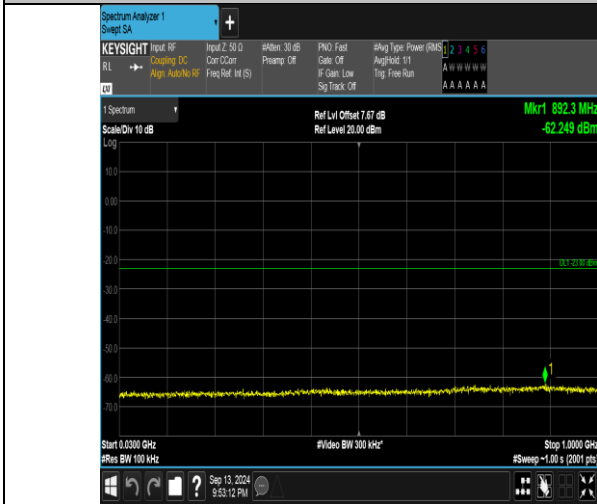 Spectrum Analyzer 1
Swept SA
+
KEYSIGHT Input: RF Input Z: 50 Ω #Atten: 30 dB PNO: Fast #Avg Type: Power (RMS 1 2 3 4 5 6
RL Coupling: DC Corr CCorr Preamp: Off Gate: Off Avg|Hold: 1/1 A W W W W W
Align: Auto/No RF Freq Ref: Int (S) IF Gain: Low Trig: Free Run
LXI Sig Track: Off A A A A A A
1 Spectrum Ref Lvl Offset 7.67 dB Mkr1 892.3 MHz
Scale/Div 10 dB Ref Level 20.00 dBm -62.249 dBm
Log
10.0
0.00
-10.0
-20.0
DL1 -23.00 dBm
-30.0
-40.0
-50.0
-60.0
1
-70.0
Start 0.0300 GHz #Video BW 300 kHz* Stop 1.0000 GHz
#Res BW 100 kHz #Sweep ~1.00 s (2001 pts)
? Sep 13, 2024
9:53:12 PM